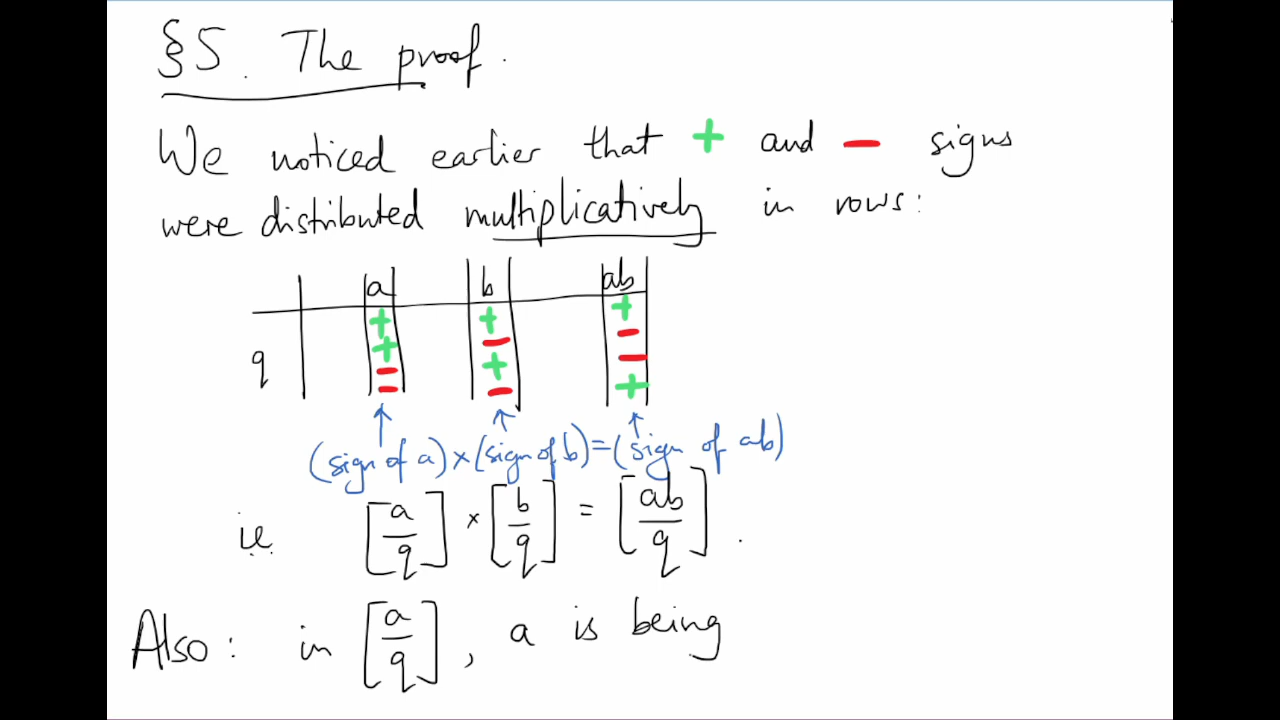 §5. The proof.
We noticed earlier that + and − signs
were distributed multiplicatively in rows:
a b ab
+ + +
+ − −
q − + −
− − +
↑ ↑ ↑
(sign of a) × (sign of b) = (sign of ab)
i.e. [a/q] × [b/q] = [ab/q].
Also: in [a/q], a is being